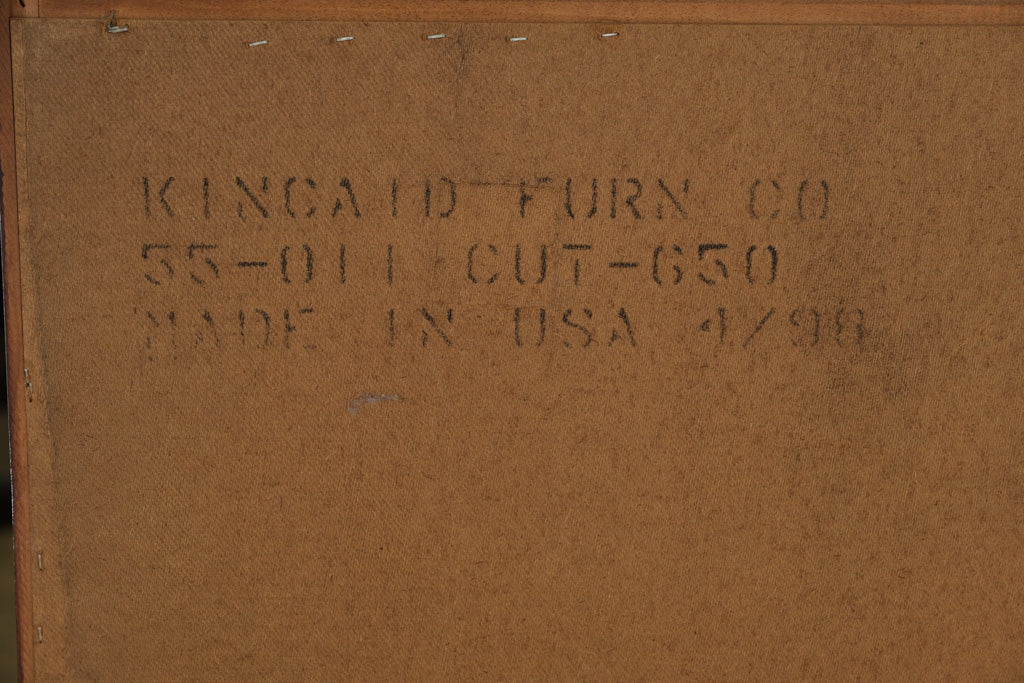 KINCAID FURN CO
55-011 CUT-650
MADE IN USA 4/98